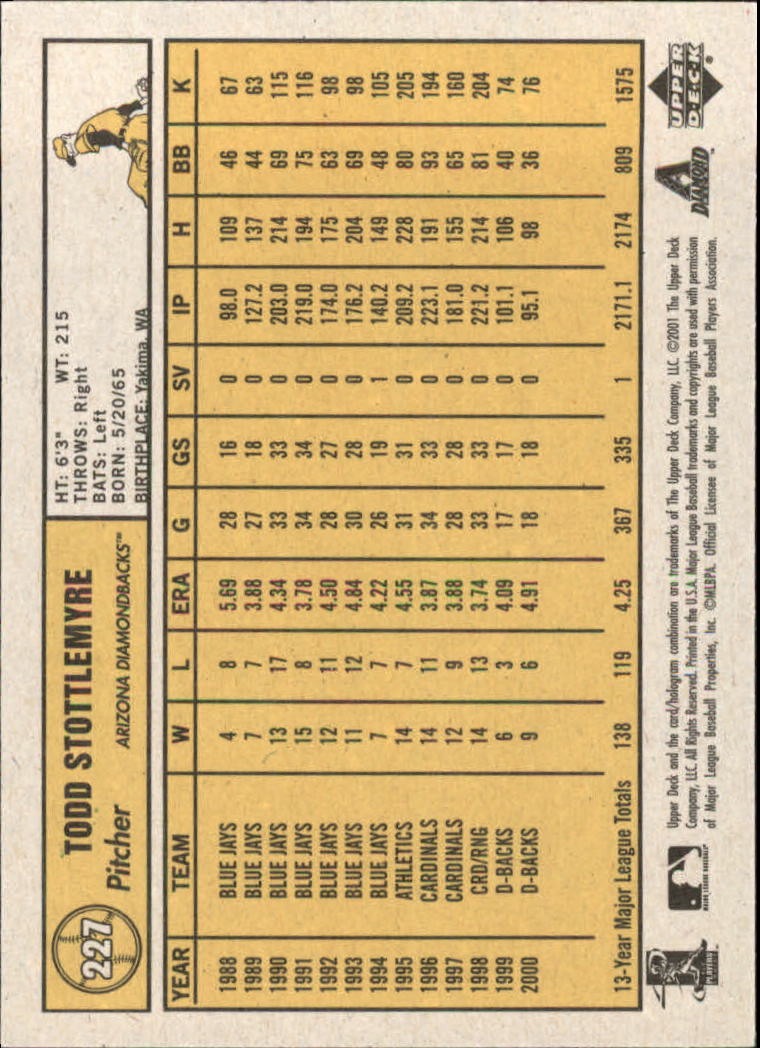 227
TODD STOTTLEMYRE
Pitcher ARIZONA DIAMONDBACKS™
HT: 6'3" WT: 215
THROWS: Right
BATS: Left
BORN: 5/20/65
BIRTHPLACE: Yakima, WA
YEAR TEAM W L ERA G GS SV IP H BB K
1988 BLUE JAYS 4 8 5.69 28 16 0 98.0 109 46 67
1989 BLUE JAYS 7 7 3.88 27 18 0 127.2 137 44 63
1990 BLUE JAYS 13 17 4.34 33 33 0 203.0 214 69 115
1991 BLUE JAYS 15 8 3.78 34 34 0 219.0 194 75 116
1992 BLUE JAYS 12 11 4.50 28 27 0 174.0 175 63 98
1993 BLUE JAYS 11 12 4.84 30 28 0 176.2 204 69 98
1994 BLUE JAYS 7 7 4.22 26 19 1 140.2 149 48 105
1995 ATHLETICS 14 7 4.55 31 31 0 209.2 228 80 205
1996 CARDINALS 14 11 3.87 34 33 0 223.1 191 93 194
1997 CARDINALS 12 9 3.88 28 28 0 181.0 155 65 160
1998 CRD/RNG 14 13 3.74 33 33 0 221.2 214 81 204
1999 D-BACKS 6 3 4.09 17 17 0 101.1 106 40 74
2000 D-BACKS 9 6 4.91 18 18 0 95.1 98 36 76
13-Year Major League Totals 138 119 4.25 367 335 1 2171.1 2174 809 1575
PLAYERS
MAJOR LEAGUE BASEBALL
Upper Deck and the card/hologram combination are trademarks of The Upper Deck Company, LLC. ©2001 The Upper Deck
Company, LLC. All Rights Reserved. Printed in the U.S.A. Major League Baseball trademarks and copyrights are used with permission
of Major League Baseball Properties, Inc. ©MLBPA. Official Licensee of Major League Baseball Players Association.
A
DIAMOND™
UPPER
DECK®